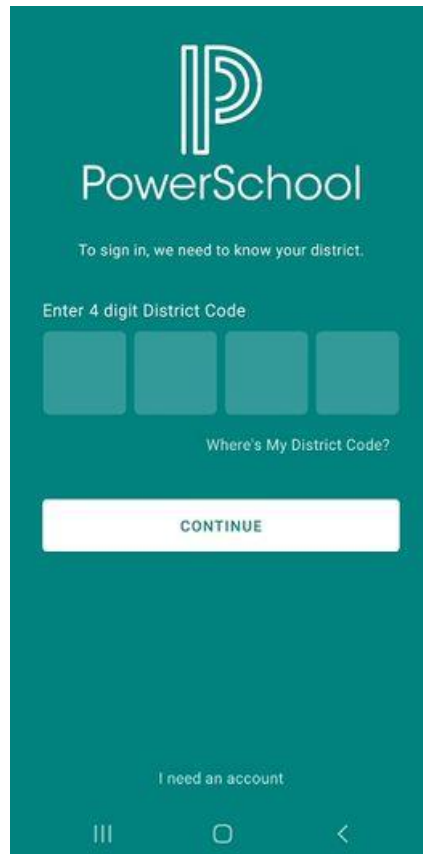 PowerSchool
To sign in, we need to know your district.
Enter 4 digit District Code
Where's My District Code?
CONTINUE
I need an account